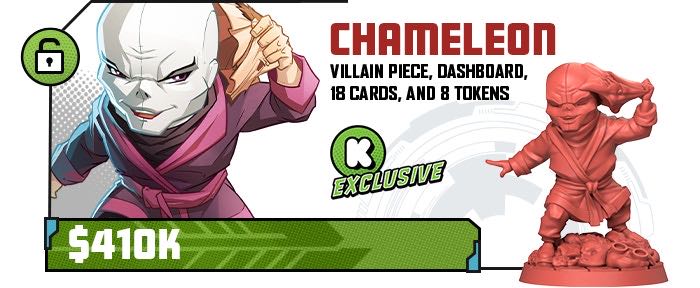 CHAMELEON
VILLAIN PIECE, DASHBOARD,
18 CARDS, AND 8 TOKENS
K
EXCLUSIVE
$410K